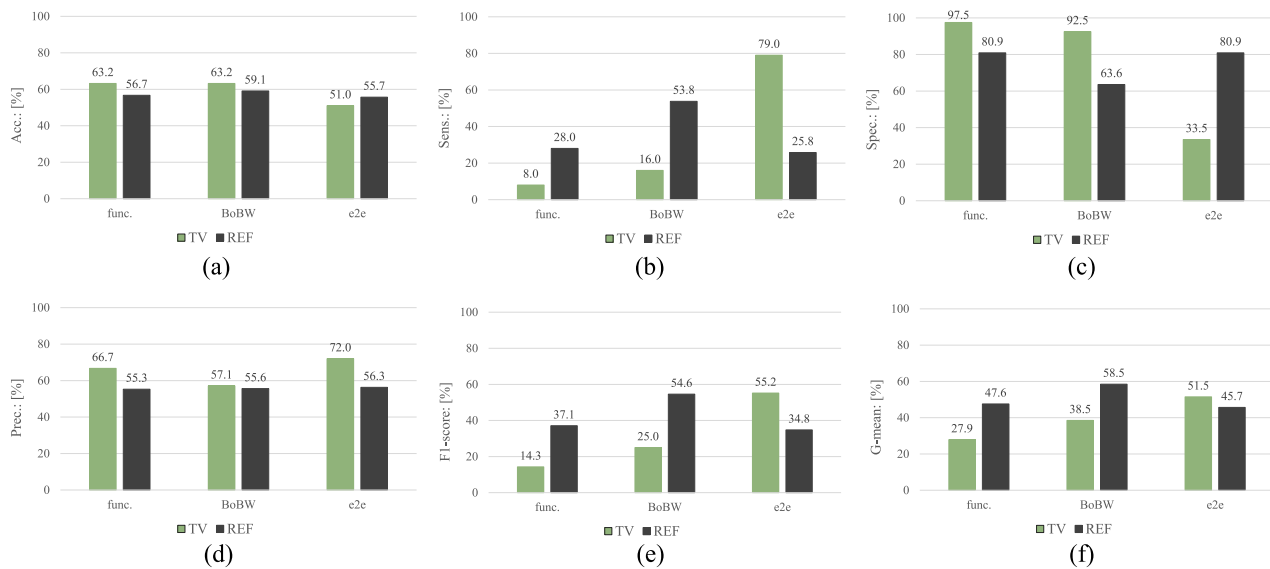 100
80
60
40
20
0
Acc.: [%]
63.2
56.7
63.2
59.1
51.0
55.7
func.
BoBW
e2e
TV REF
(a)
100
80
60
40
20
0
Sens.: [%]
8.0
28.0
16.0
53.8
79.0
25.8
func.
BoBW
e2e
TV REF
(b)
100
80
60
40
20
0
Spec.: [%]
97.5
80.9
92.5
63.6
33.5
80.9
func.
BoBW
e2e
TV REF
(c)
100
80
60
40
20
0
Prec.: [%]
66.7
55.3
57.1
55.6
72.0
56.3
func.
BoBW
e2e
TV REF
(d)
100
80
60
40
20
0
F1-score: [%]
14.3
37.1
25.0
54.6
55.2
34.8
func.
BoBW
e2e
TV REF
(e)
100
80
60
40
20
0
G-mean: [%]
27.9
47.6
38.5
58.5
51.5
45.7
func.
BoBW
e2e
TV REF
(f)